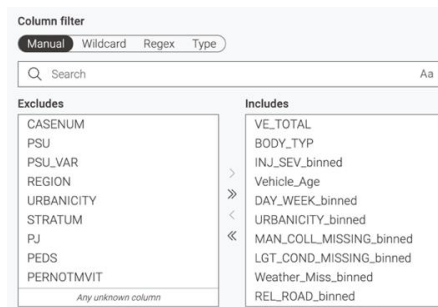 Column filter
Manual Wildcard Regex Type
Search Aa
Excludes
CASENUM
PSU
PSU_VAR
REGION
URBANICITY
STRATUM
PJ
PEDS
PERNOTMVIT
Any unknown column
Includes
VE_TOTAL
BODY_TYP
INJ_SEV_binned
Vehicle_Age
DAY_WEEK_binned
URBANICITY_binned
MAN_COLL_MISSING_binned
LGT_COND_MISSING_binned
Weather_Miss_binned
REL_ROAD_binned